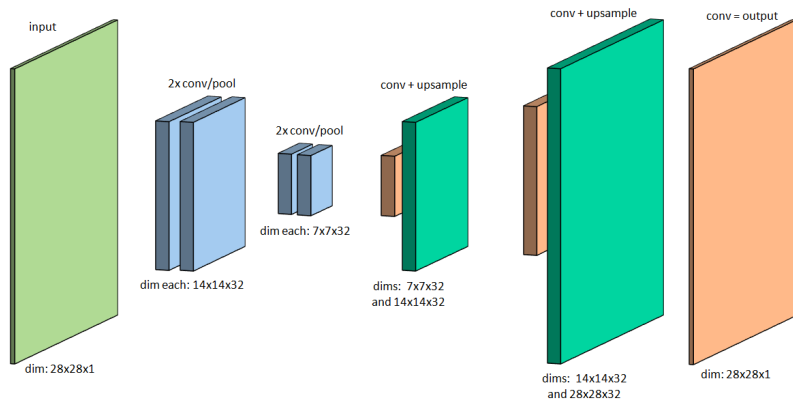 input
dim: 28x28x1
2x conv/pool
dim each: 14x14x32
2x conv/pool
dim each: 7x7x32
conv + upsample
dims:  7x7x32
and 14x14x32
conv + upsample
dims:  14x14x32
and 28x28x32
conv = output
dim: 28x28x1